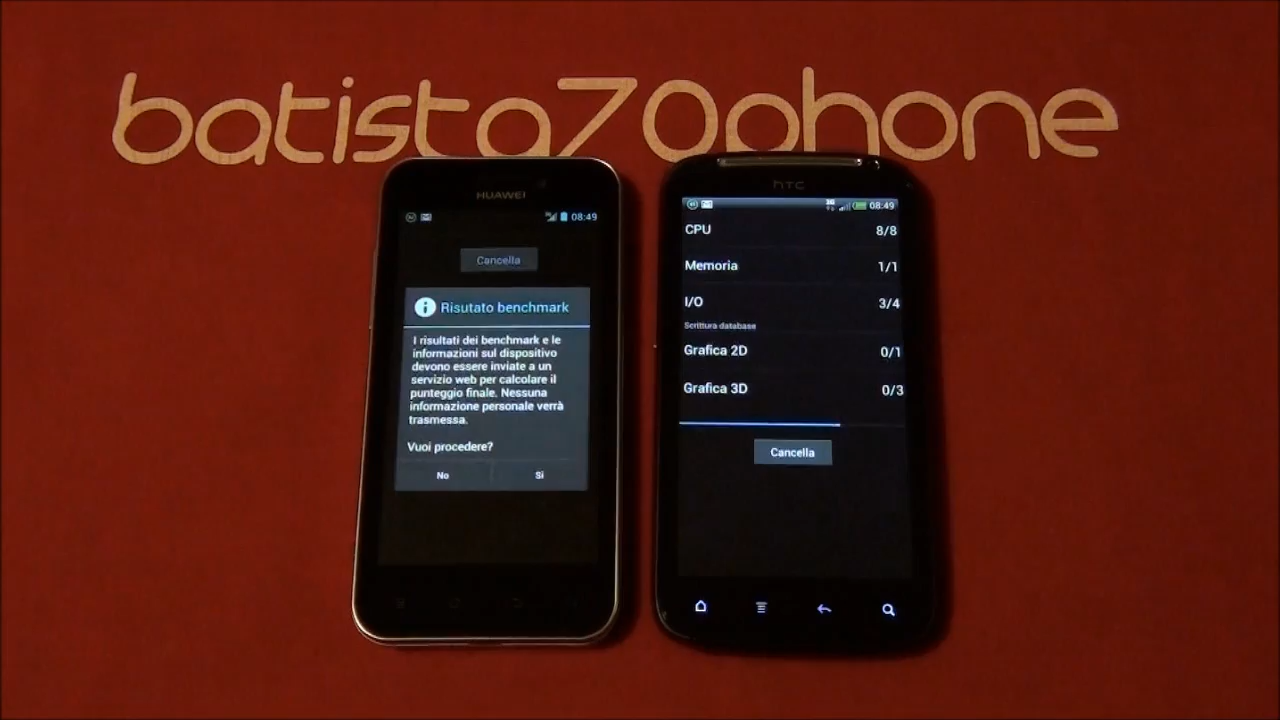 batista70phone
HUAWEI
08:49
Cancella
Risutato benchmark
I risultati dei benchmark e le
informazioni sul dispositivo
devono essere inviate a un
servizio web per calcolare il
punteggio finale. Nessuna
informazione personale verrà
trasmessa.
Vuoi procedere?
No
Sì
hTC
3G
08:49
CPU
8/8
Memoria
1/1
I/O
3/4
Scrittura database
Grafica 2D
0/1
Grafica 3D
0/3
Cancella